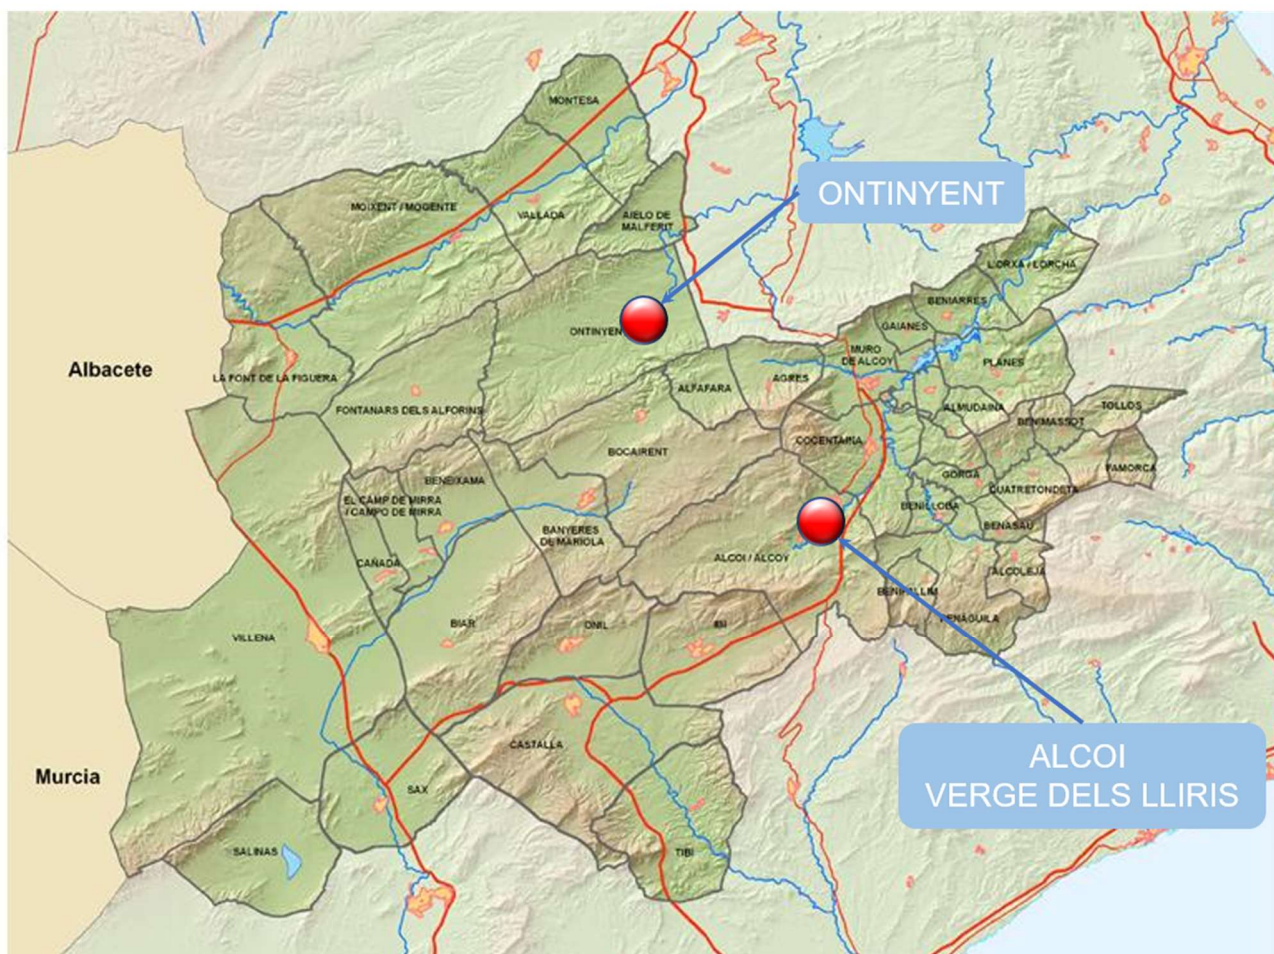 MONTESA
ONTINYENT
MOIXENT / MOGENTE
VALLADA
AIELO DE
MALFERIT
L'ORXA / LORCHA
BENIARRES
GAIANES
ONTINYEN
MURO
DE ALCOY
PLANES
Albacete
LA FONT DE LA FIGUERA
AGRES
ALFAFARA
FONTANARS DELS ALFORINS
ALMUDAINA
TOLLOS
BENIMASSOT
COCENTAINA
BOCAIRENT
FAMORCA
GORGA
BENEIXAMA
CUATRETONDETA
EL CAMP DE MIRRA
/ CAMPO DE MIRRA
BENILLOBA
BENASAU
BANYERES
DE MARIOLA
ALCOI / ALCOY
CAÑADA
ALCOLEJA
BENIFALLIM
PENÀGUILA
BIAR
ONIL
IBI
VILLENA
CASTALLA
ALCOI
VERGE DELS LLIRIS
Murcia
SAX
SALINAS
TIBI